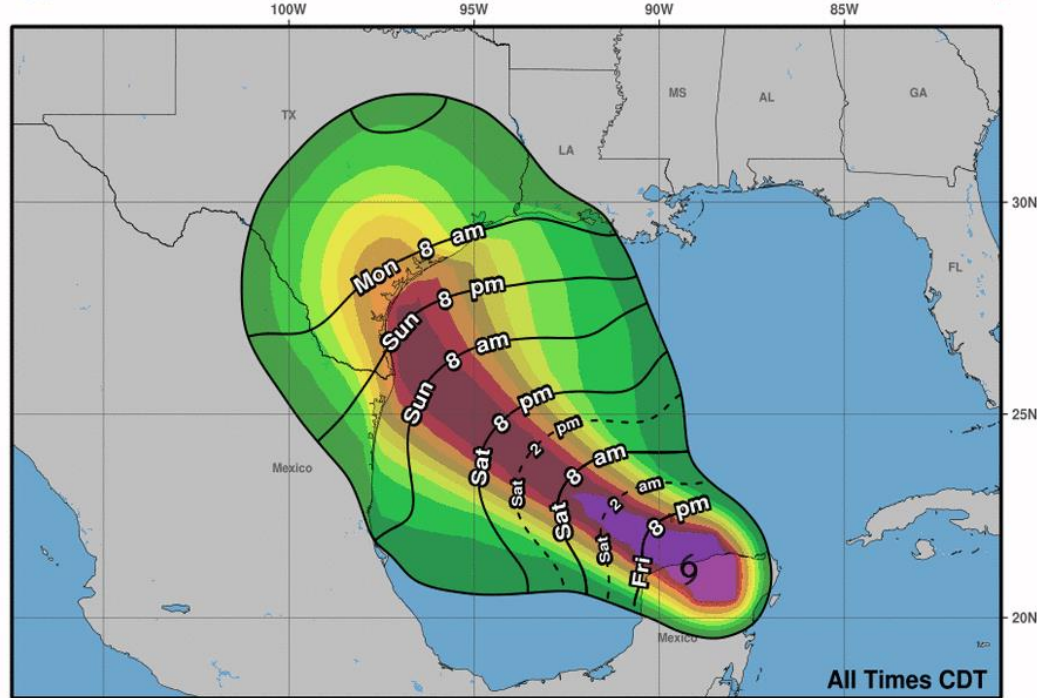 100W 95W 90W 85W
TX
MS
AL
GA
LA
30N
Mon 8 am
FL
Sun 8 pm
Sun 8 am
25N
Sat 8 pm
Sat 2 pm
Sat 8 am
Sat 2 am
Fri 8 pm
Mexico
20N
Mexico
All Times CDT